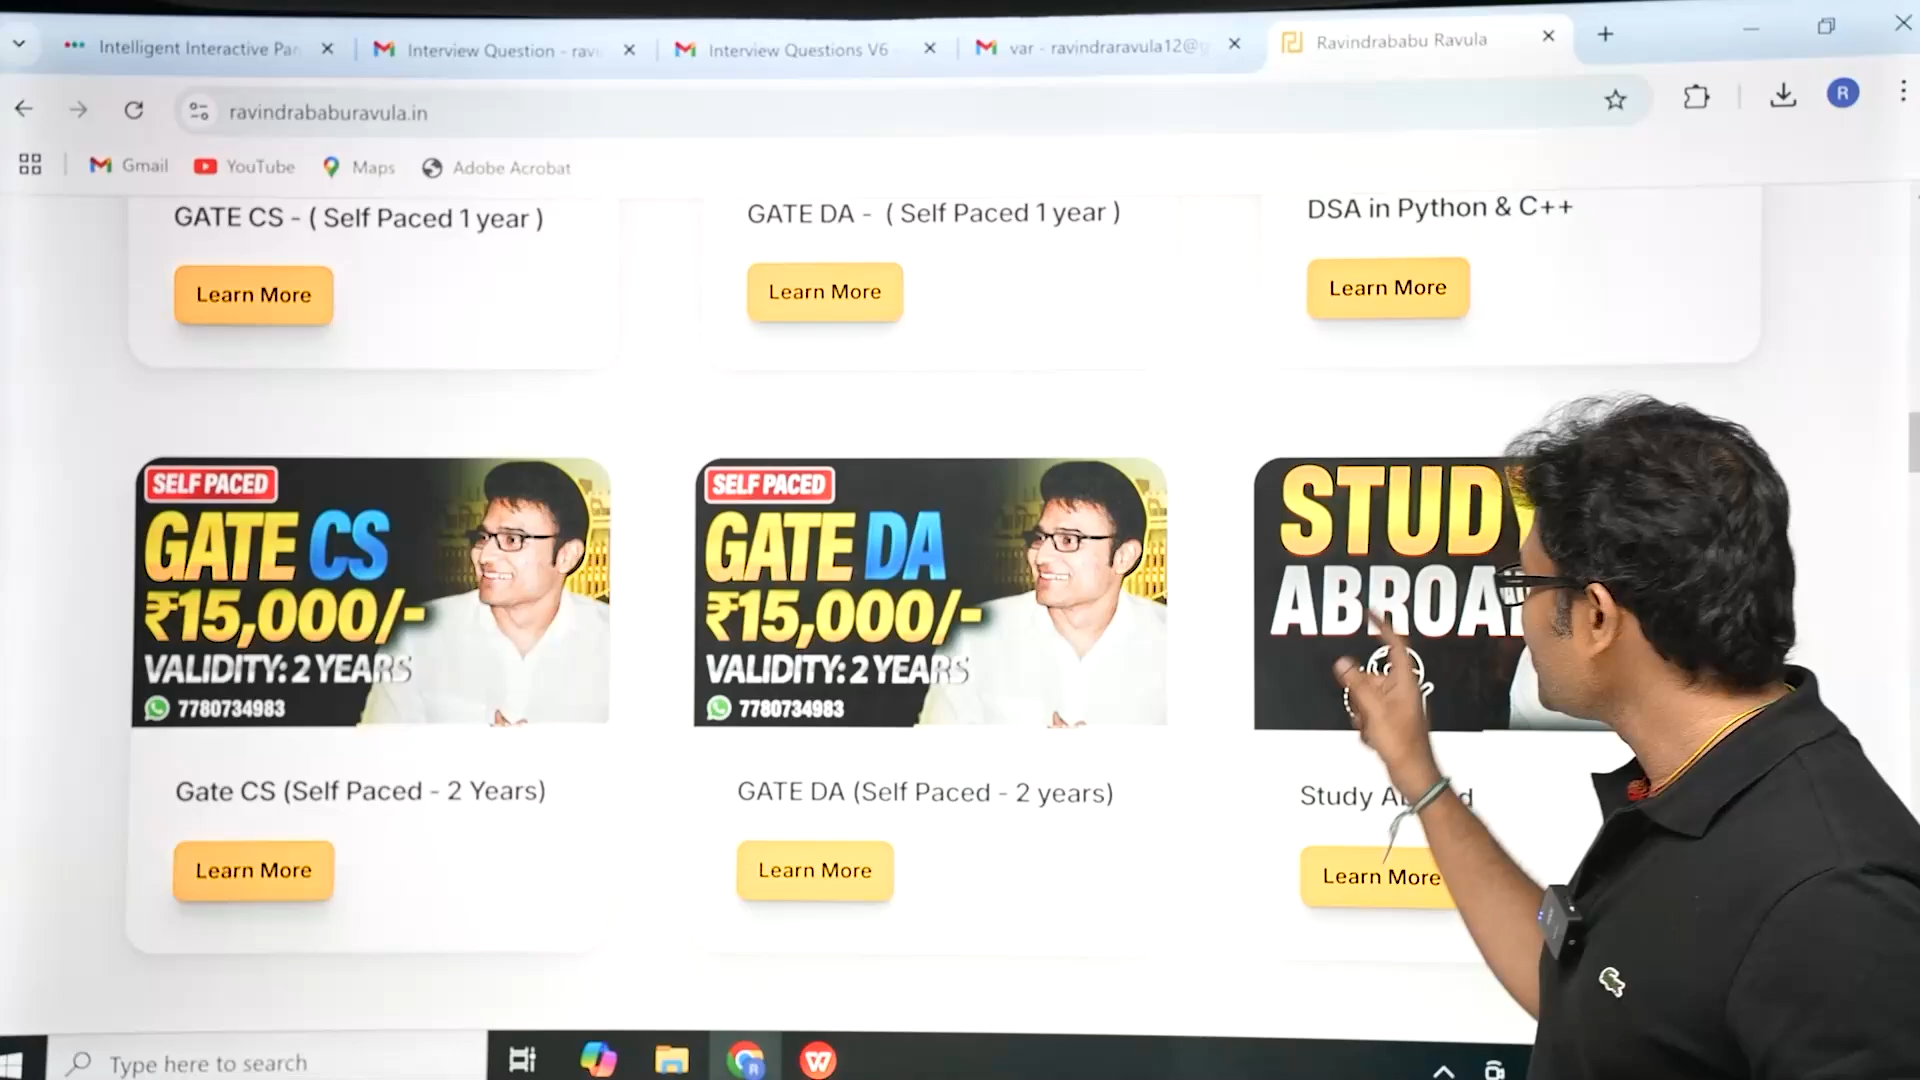 Intelligent Interactive Pan
Interview Question - ravi
Interview Questions V6
var - ravindraravula12@g
Ravindrababu Ravula
ravindrababuravula.in
R
Gmail
YouTube
Maps
Adobe Acrobat
GATE CS - ( Self Paced 1 year )
GATE DA - ( Self Paced 1 year )
DSA in Python & C++
Learn More
Learn More
Learn More
SELF PACED
GATE CS
₹15,000/-
VALIDITY: 2 YEARS
7780734983
SELF PACED
GATE DA
₹15,000/-
VALIDITY: 2 YEARS
7780734983
STUDY
ABROA
Gate CS (Self Paced - 2 Years)
GATE DA (Self Paced - 2 years)
Study A d
Learn More
Learn More
Learn More
Type here to search